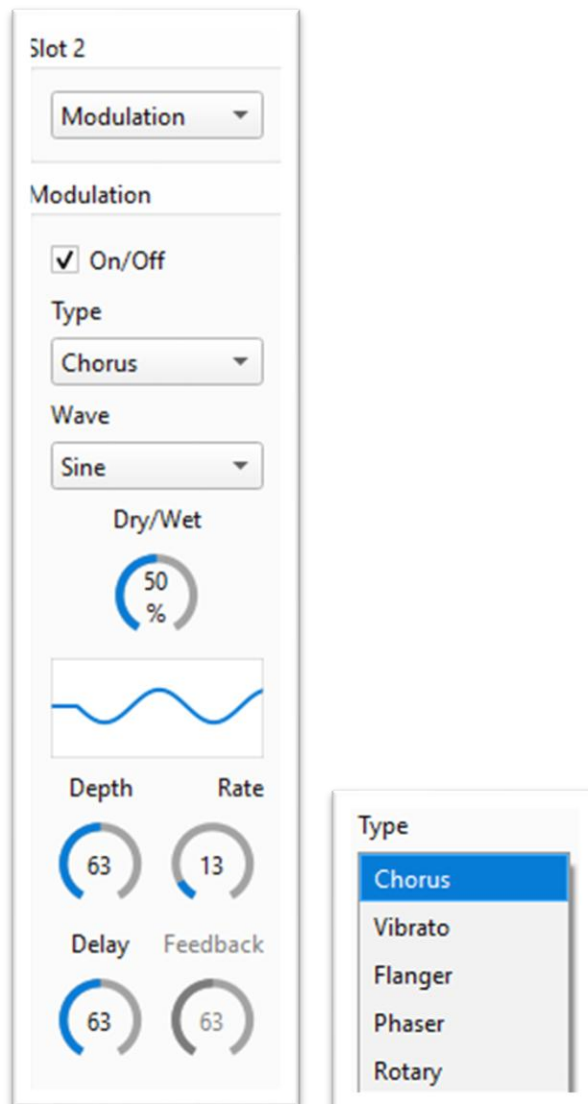 Slot 2
Modulation
Modulation
On/Off
Type
Chorus
Wave
Sine
Dry/Wet
50
%
Depth Rate
63 13
Delay Feedback
63 63
Type
Chorus
Vibrato
Flanger
Phaser
Rotary